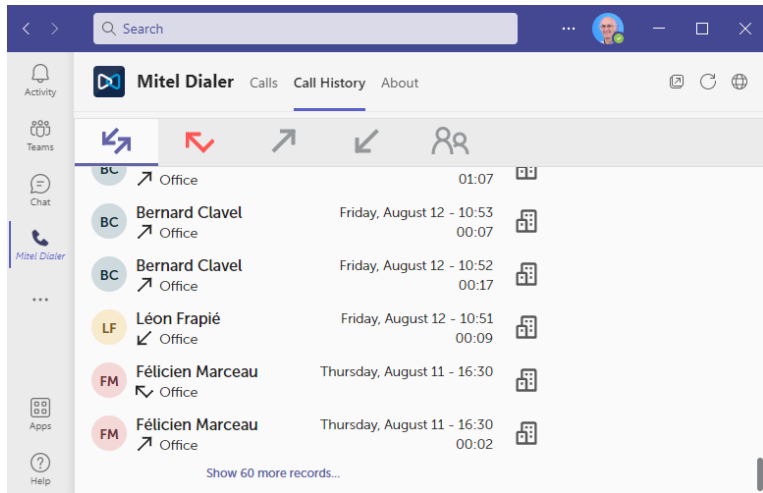 Search
Activity
Teams
Chat
Mitel Dialer
Apps
Help
Mitel Dialer Calls Call History About
BC
Office 01:07
BC Bernard Clavel Friday, August 12 - 10:53
Office 00:07
BC Bernard Clavel Friday, August 12 - 10:52
Office 00:17
LF Léon Frapié Friday, August 12 - 10:51
Office 00:09
FM Félicien Marceau Thursday, August 11 - 16:30
Office
FM Félicien Marceau Thursday, August 11 - 16:30
Office 00:02
Show 60 more records...